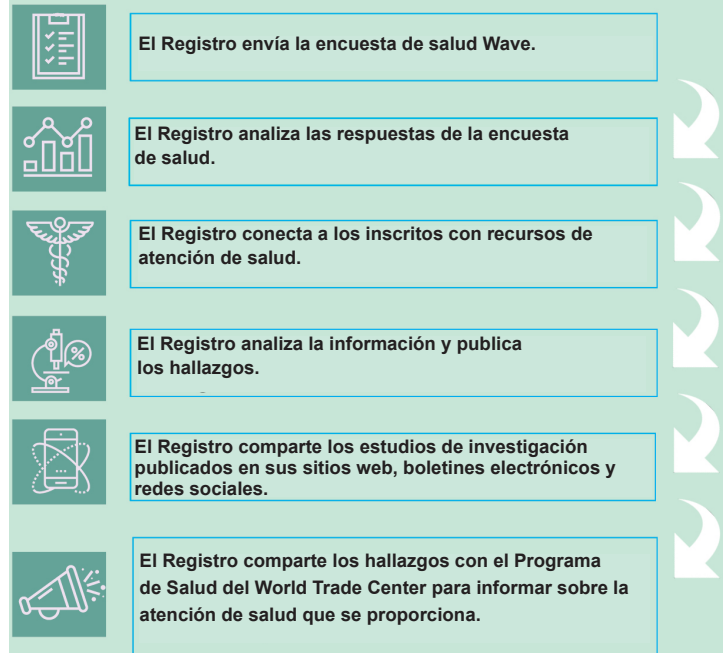 El Registro envía la encuesta de salud Wave.
El Registro analiza las respuestas de la encuesta
de salud.
El Registro conecta a los inscritos con recursos de
atención de salud.
El Registro analiza la información y publica
los hallazgos.
El Registro comparte los estudios de investigación
publicados en sus sitios web, boletines electrónicos y
redes sociales.
El Registro comparte los hallazgos con el Programa
de Salud del World Trade Center para informar sobre la
atención de salud que se proporciona.